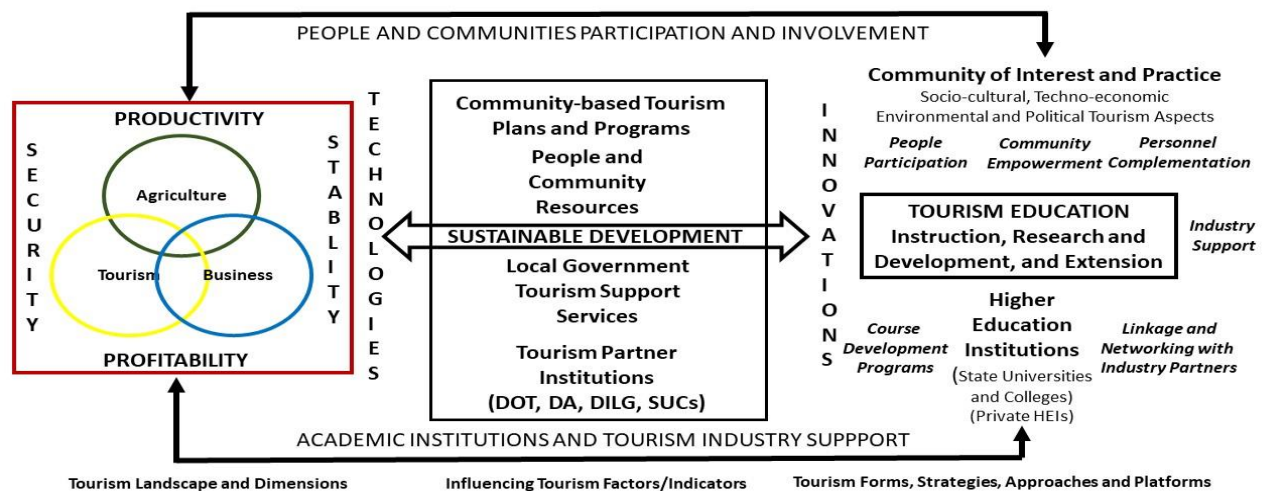 PEOPLE AND COMMUNITIES PARTICIPATION AND INVOLVEMENT
PRODUCTIVITY
SECURITY
STABLITY
Agriculture
Tourism
Business
PROFITABILITY
TECHNOLOGIES
Community-based Tourism
Plans and Programs
People and
Community
Resources
SUSTAINABLE DEVELOPMENT
Local Government
Tourism Support
Services
Tourism Partner
Institutions
(DOT, DA, DILG, SUCs)
INNOVATIONS
Community of Interest and Practice
Socio-cultural, Techno-economic
Environmental and Political Tourism Aspects
People
Participation
Community
Empowerment
Personnel
Complementation
TOURISM EDUCATION
Instruction, Research and
Development, and Extension
Industry
Support
Higher
Education
Institutions
(State Universities
and Colleges)
(Private HEIs)
Course
Development
Programs
Linkage and
Networking with
Industry Partners
ACADEMIC INSTITUTIONS AND TOURISM INDUSTRY SUPPPORT
Tourism Landscape and Dimensions
Influencing Tourism Factors/Indicators
Tourism Forms, Strategies, Approaches and Platforms